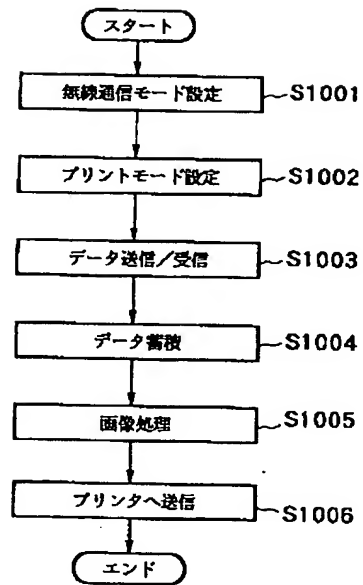 スタート
無線通信モード設定 S1001
プリントモード設定 S1002
データ送信/受信 S1003
データ蓄積 S1004
画像処理 S1005
プリンタへ送信 S1006
エンド